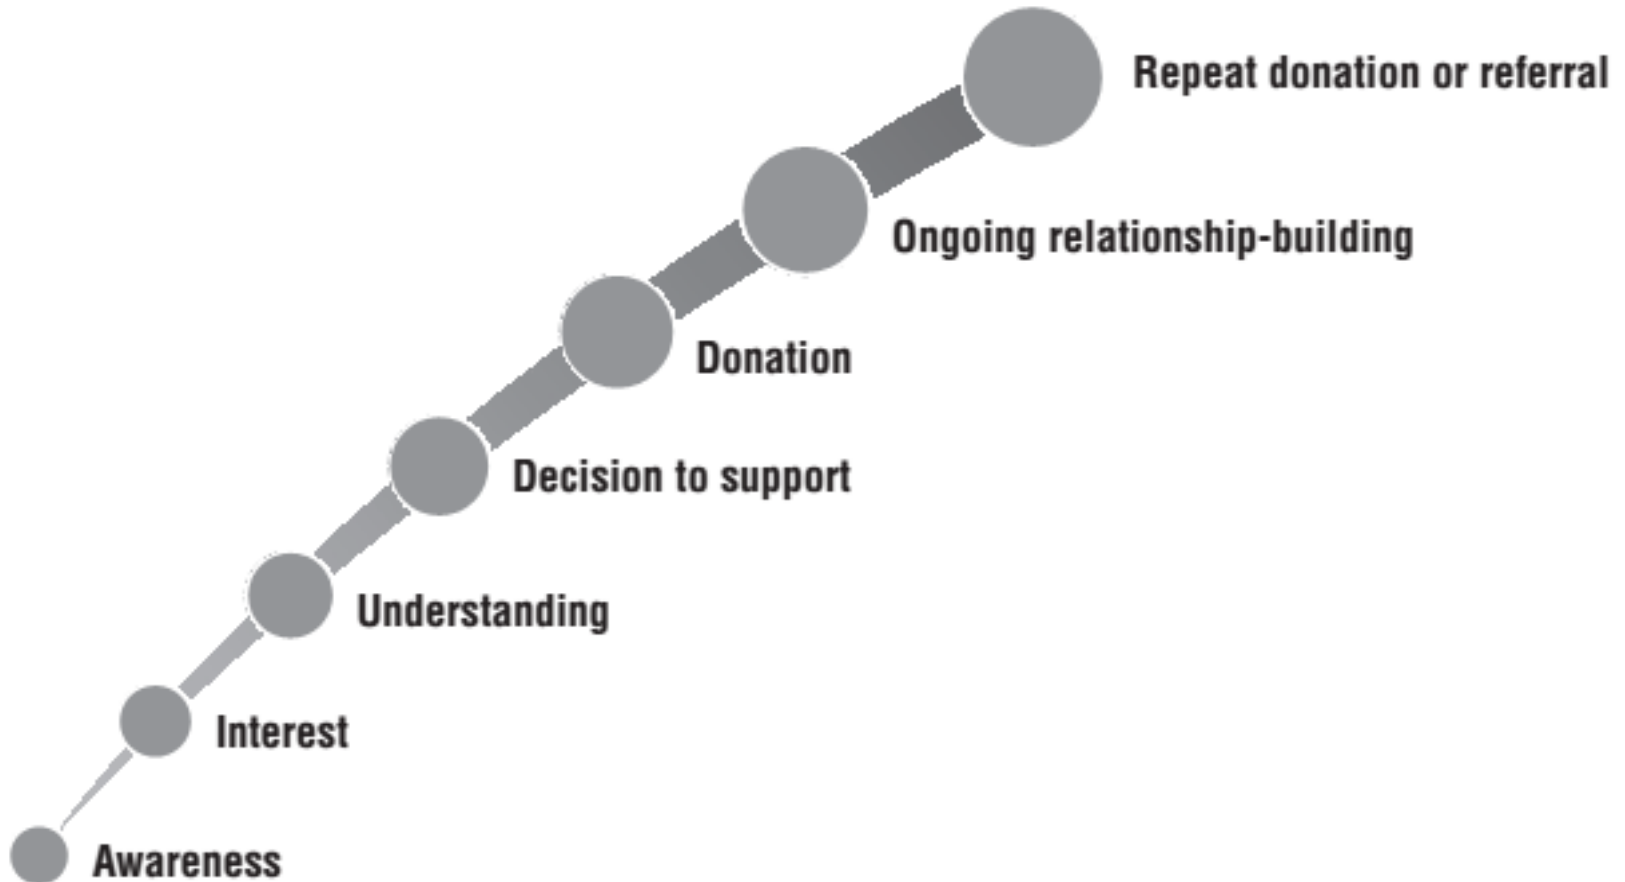 Repeat donation or referral
Ongoing relationship-building
Donation
Decision to support
Understanding
Interest
Awareness